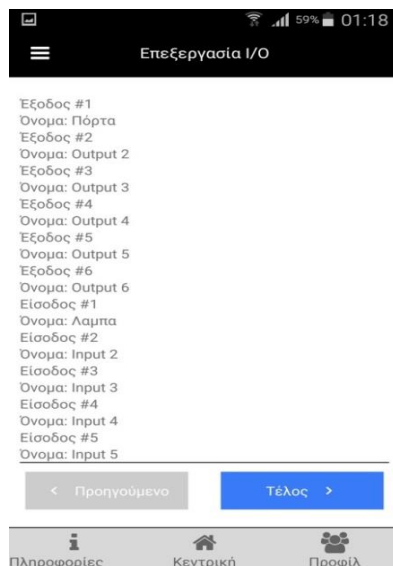 59% 01:18
Επεξεργασία I/O
Έξοδος #1
Όνομα: Πόρτα
Έξοδος #2
Όνομα: Output 2
Έξοδος #3
Όνομα: Output 3
Έξοδος #4
Όνομα: Output 4
Έξοδος #5
Όνομα: Output 5
Έξοδος #6
Όνομα: Output 6
Είσοδος #1
Όνομα: Λαμπα
Είσοδος #2
Όνομα: Input 2
Είσοδος #3
Όνομα: Input 3
Είσοδος #4
Όνομα: Input 4
Είσοδος #5
Όνομα: Input 5
< Προηγούμενο Τέλος >
Πληροφορίες Κεντρική Προφίλ